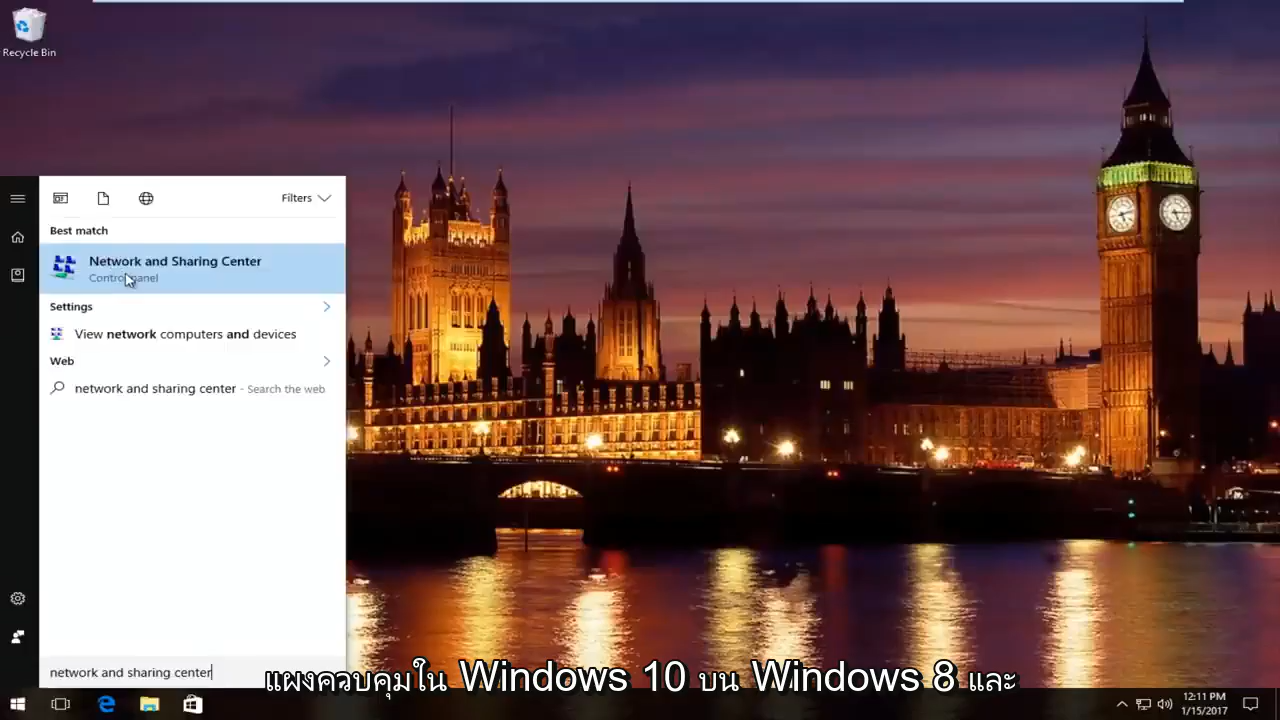 Recycle Bin
Filters
Best match
Network and Sharing Center
Control panel
Settings
View network computers and devices
Web
network and sharing center - Search the web
network and sharing center
แผงควบคุมใน Windows 10 บน Windows 8 และ
12:11 PM
1/15/2017